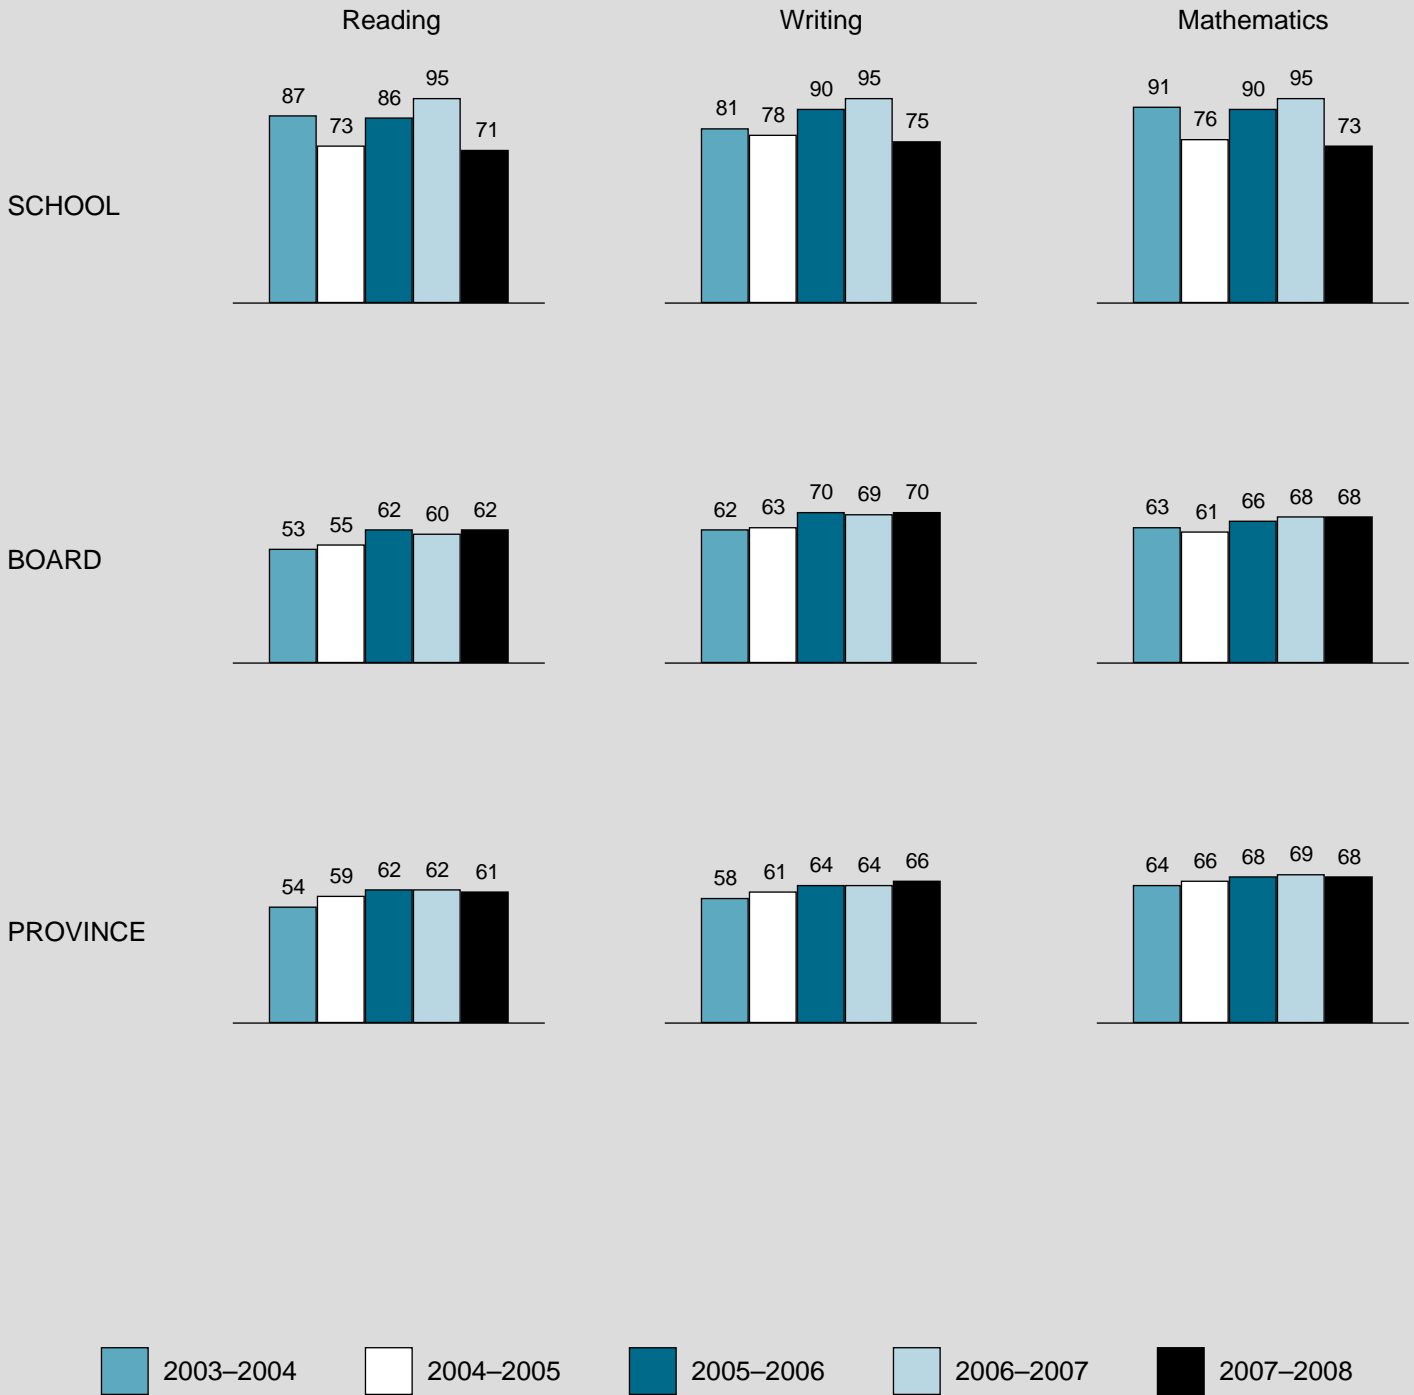 Reading Writing Mathematics
87 73 86 95 71 81 78 90 95 75 91 76 90 95 73
SCHOOL
53 55 62 60 62 62 63 70 69 70 63 61 66 68 68
BOARD
54 59 62 62 61 58 61 64 64 66 64 66 68 69 68
PROVINCE
2003–2004 2004–2005 2005–2006 2006–2007 2007–2008